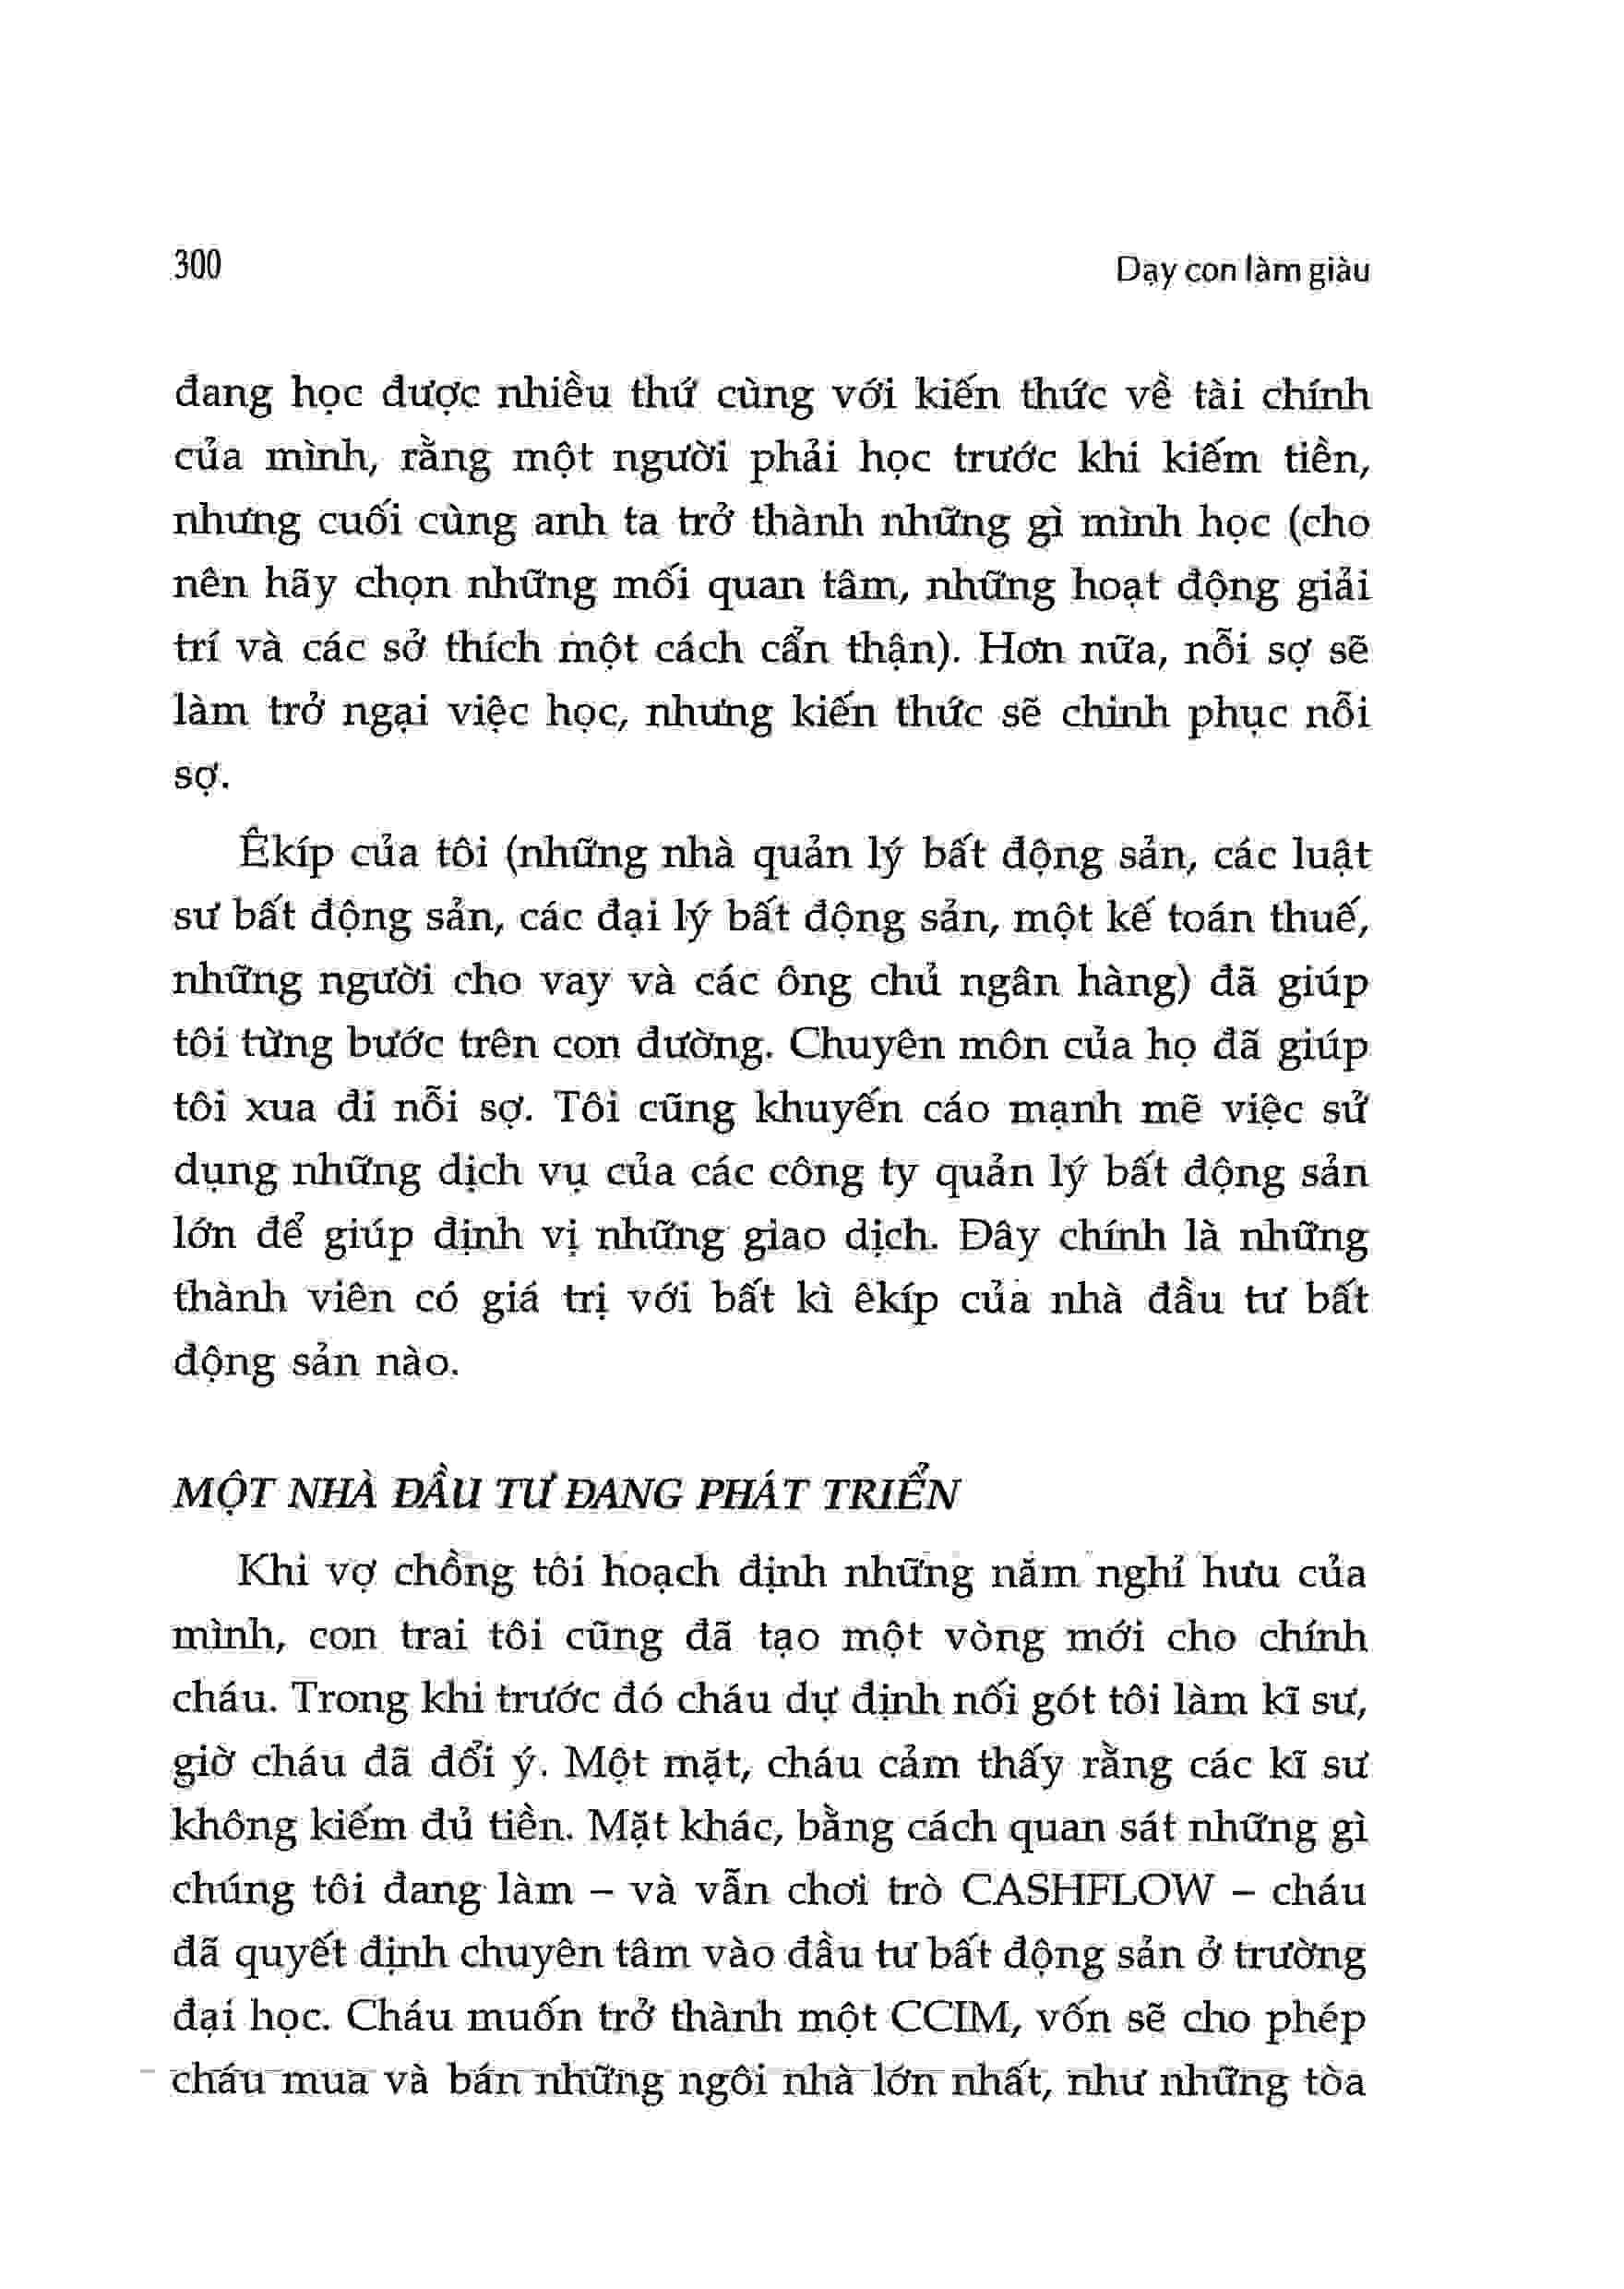 300
Dạy con làm giàu
đang học được nhiều thứ cùng với kiến thức về tài chính
của mình, rằng một người phải học trước khi kiếm tiền,
nhưng cuối cùng anh ta trở thành những gì mình học (cho
nên hãy chọn những mối quan tâm, những hoạt động giải
trí và các sở thích một cách cẩn thận). Hơn nữa, nỗi sợ sẽ
làm trở ngại việc học, nhưng kiến thức sẽ chinh phục nỗi
sợ.
Êkíp của tôi (những nhà quản lý bất động sản, các luật
sư bất động sản, các đại lý bất động sản, một kế toán thuế,
những người cho vay và các ông chủ ngân hàng) đã giúp
tôi từng bước trên con đường. Chuyên môn của họ đã giúp
tôi xua đi nỗi sợ. Tôi cũng khuyến cáo mạnh mẽ việc sử
dụng những dịch vụ của các công ty quản lý bất động sản
lớn để giúp định vị những giao dịch. Đây chính là những
thành viên có giá trị với bất kì êkíp của nhà đầu tư bất
động sản nào.
MỘT NHÀ ĐẦU TƯ ĐANG PHÁT TRIỂN
Khi vợ chồng tôi hoạch định những năm nghỉ hưu của
mình, con trai tôi cũng đã tạo một vòng mới cho chính
cháu. Trong khi trước đó cháu dự định nối gót tôi làm kĩ sư,
giờ cháu đã đổi ý. Một mặt, cháu cảm thấy rằng các kĩ sư
không kiếm đủ tiền. Mặt khác, bằng cách quan sát những gì
chúng tôi đang làm – và vẫn chơi trò CASHFLOW – cháu
đã quyết định chuyên tâm vào đầu tư bất động sản ở trường
đại học. Cháu muốn trở thành một CCIM, vốn sẽ cho phép
cháu mua và bán những ngôi nhà lớn nhất, như những tòa